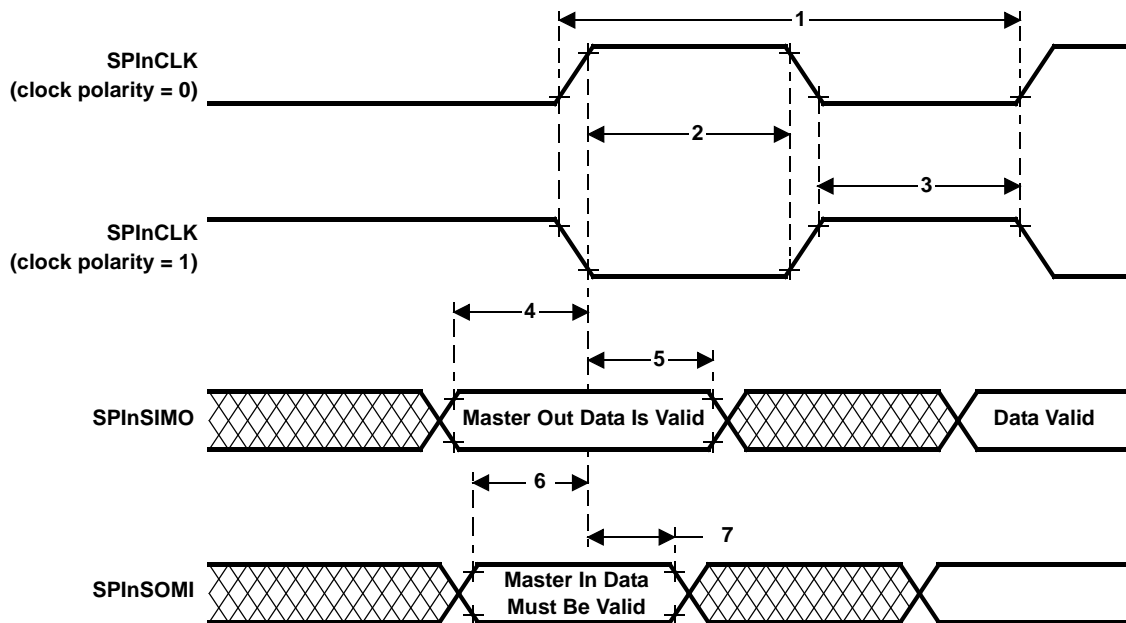 1
SPInCLK
(clock polarity = 0)
2
3
SPInCLK
(clock polarity = 1)
4
5
SPInSIMO
Master Out Data Is Valid
Data Valid
6
7
SPInSOMI
Master In Data
Must Be Valid